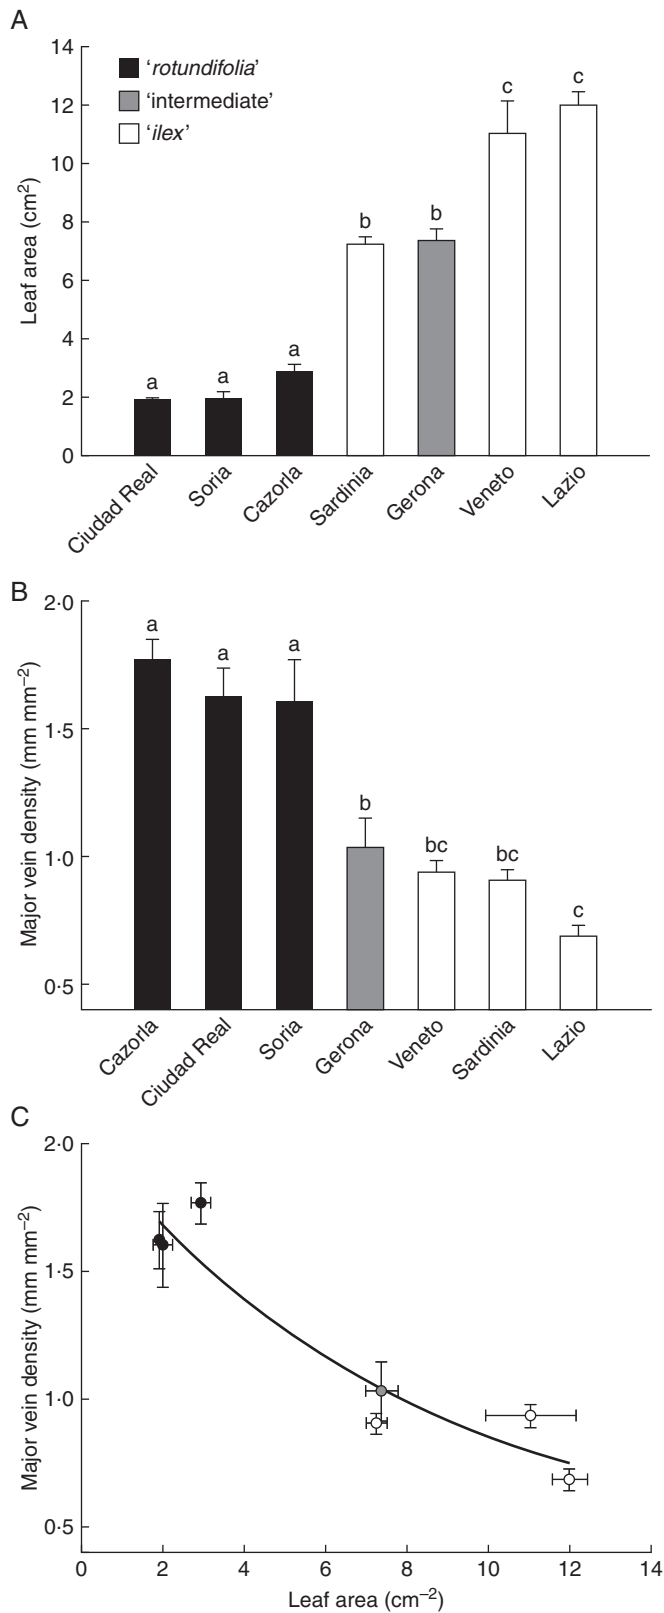 A
14
12
10
8
6
4
2
0
Leaf area (cm²)
'rotundifolia'
'intermediate'
'ilex'
a
a
a
b
b
c
c
Ciudad Real
Soria
Cazorla
Sardinia
Gerona
Veneto
Lazio
B
2·0
1·5
1·0
0·5
Major vein density (mm mm⁻²)
a
a
a
b
bc
bc
c
Cazorla
Ciudad Real
Soria
Gerona
Veneto
Sardinia
Lazio
C
2·0
1·5
1·0
0·5
Major vein density (mm mm⁻²)
0 2 4 6 8 10 12 14
Leaf area (cm⁻²)